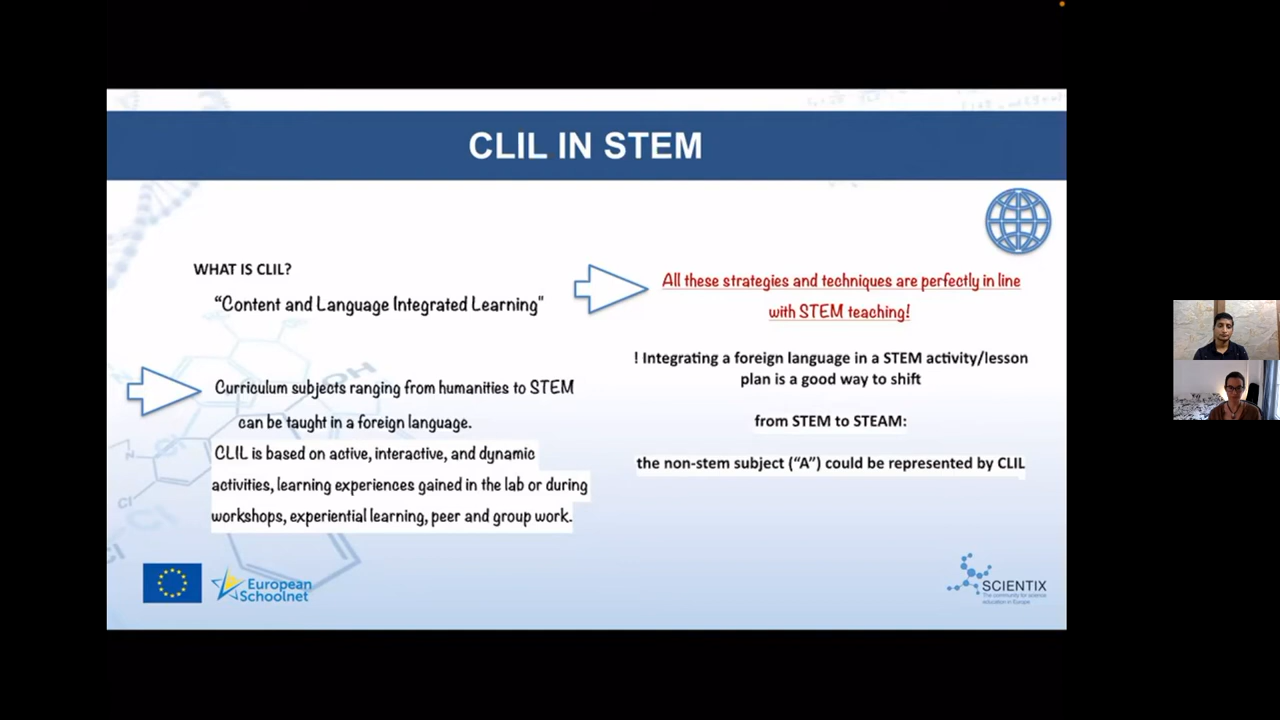 CLIL IN STEM
WHAT IS CLIL?
“Content and Language Integrated Learning"
Curriculum subjects ranging from humanities to STEM
can be taught in a foreign language.
CLIL is based on active, interactive, and dynamic
activities, learning experiences gained in the lab or during
workshops, experiential learning, peer and group work.
All these strategies and techniques are perfectly in line
with STEM teaching!
! Integrating a foreign language in a STEM activity/lesson
plan is a good way to shift
from STEM to STEAM:
the non-stem subject (“A”) could be represented by CLIL
OH
Cl
Cl
Cl
Cl
European
Schoolnet
SCIENTIX
The community for science
education in Europe